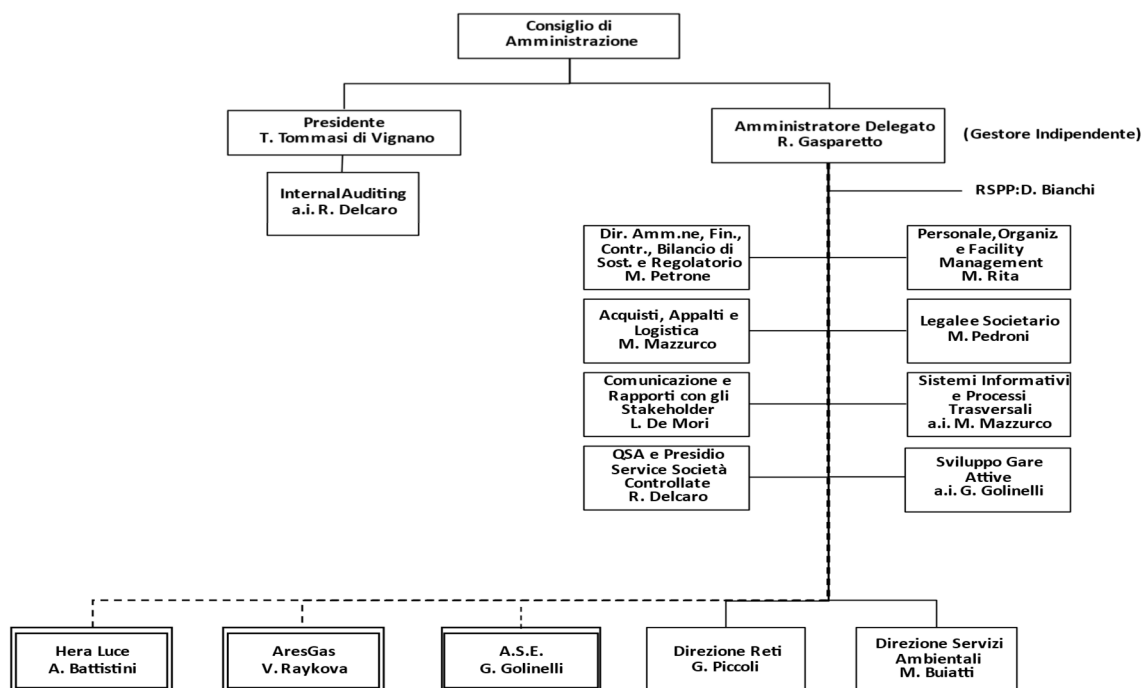 Consiglio di
Amministrazione
Presidente
T. Tommasi di Vignano
Amministratore Delegato
R. Gasparetto
(Gestore Indipendente)
Internal Auditing
a.i. R. Delcaro
RSPP:D. Bianchi
Dir. Amm.ne, Fin.,
Contr., Bilancio di
Sost. e Regolatorio
M. Petrone
Personale, Organiz.
e Facility
Management
M. Rita
Acquisti, Appalti e
Logistica
M. Mazzurco
Legale e Societario
M. Pedroni
Comunicazione e
Rapporti con gli
Stakeholder
L. De Mori
Sistemi Informativi
e Processi
Trasversali
a.i. M. Mazzurco
QSA e Presidio
Service Società
Controllate
R. Delcaro
Sviluppo Gare
Attive
a.i. G. Golinelli
Hera Luce
A. Battistini
AresGas
V. Raykova
A.S.E.
G. Golinelli
Direzione Reti
G. Piccoli
Direzione Servizi
Ambientali
M. Buiatti